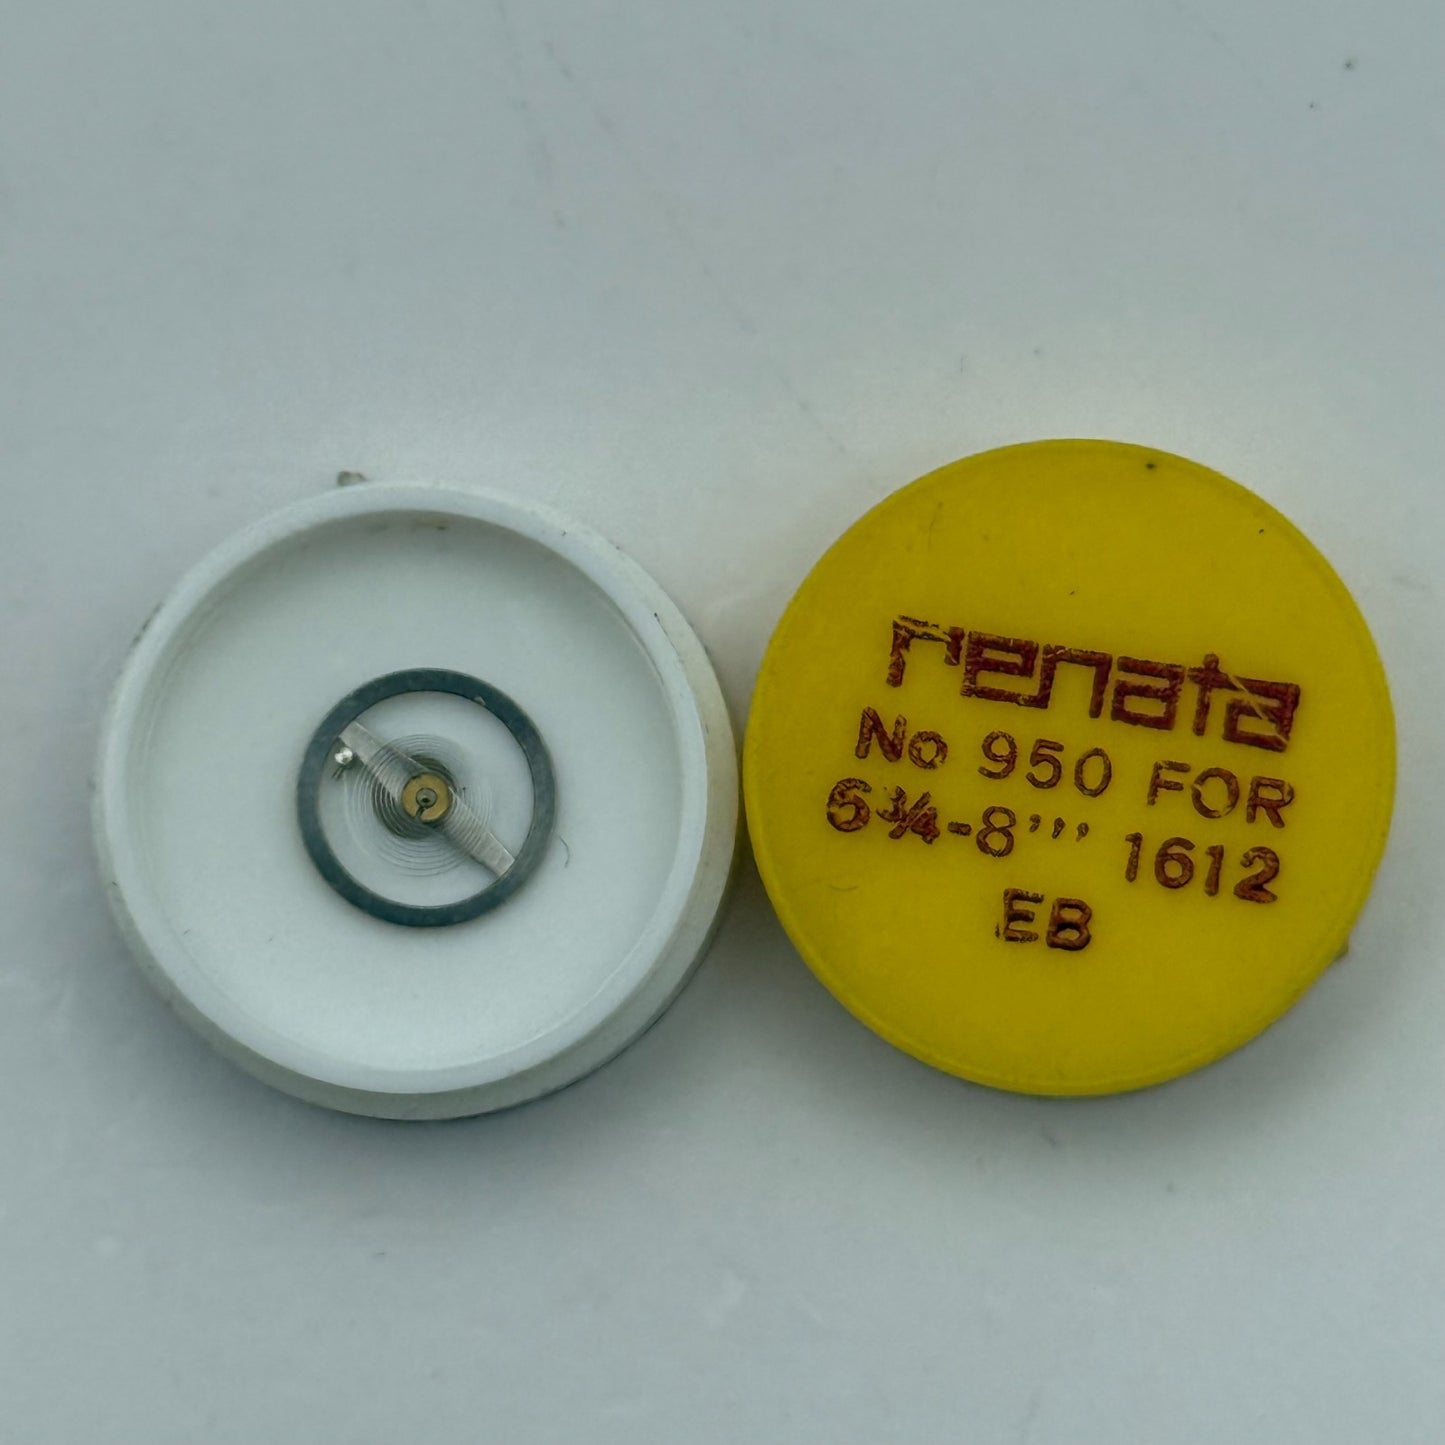 renata
No 950 FOR
6¾-8''' 1612
EB